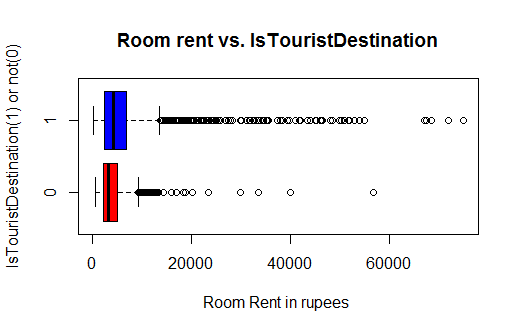 Room rent vs. IsTouristDestination
IsTouristDestination(1) or not(0)
1
0
0 20000 40000 60000
Room Rent in rupees